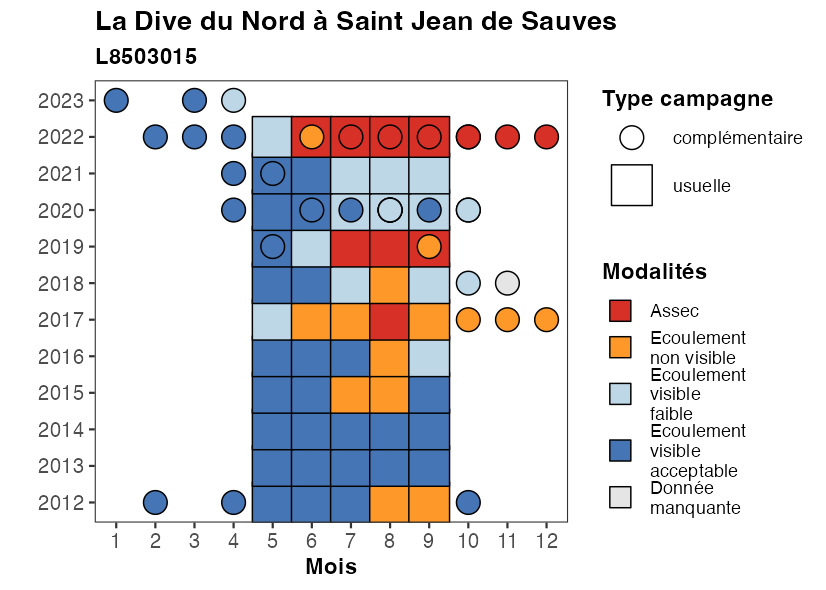 La Dive du Nord à Saint Jean de Sauves
L8503015
2023
2022
2021
2020
2019
2018
2017
2016
2015
2014
2013
2012
1 2 3 4 5 6 7 8 9 10 11 12
Mois
Type campagne
complémentaire
usuelle
Modalités
Assec
Ecoulement
non visible
Ecoulement
visible
faible
Ecoulement
visible
acceptable
Donnée
manquante